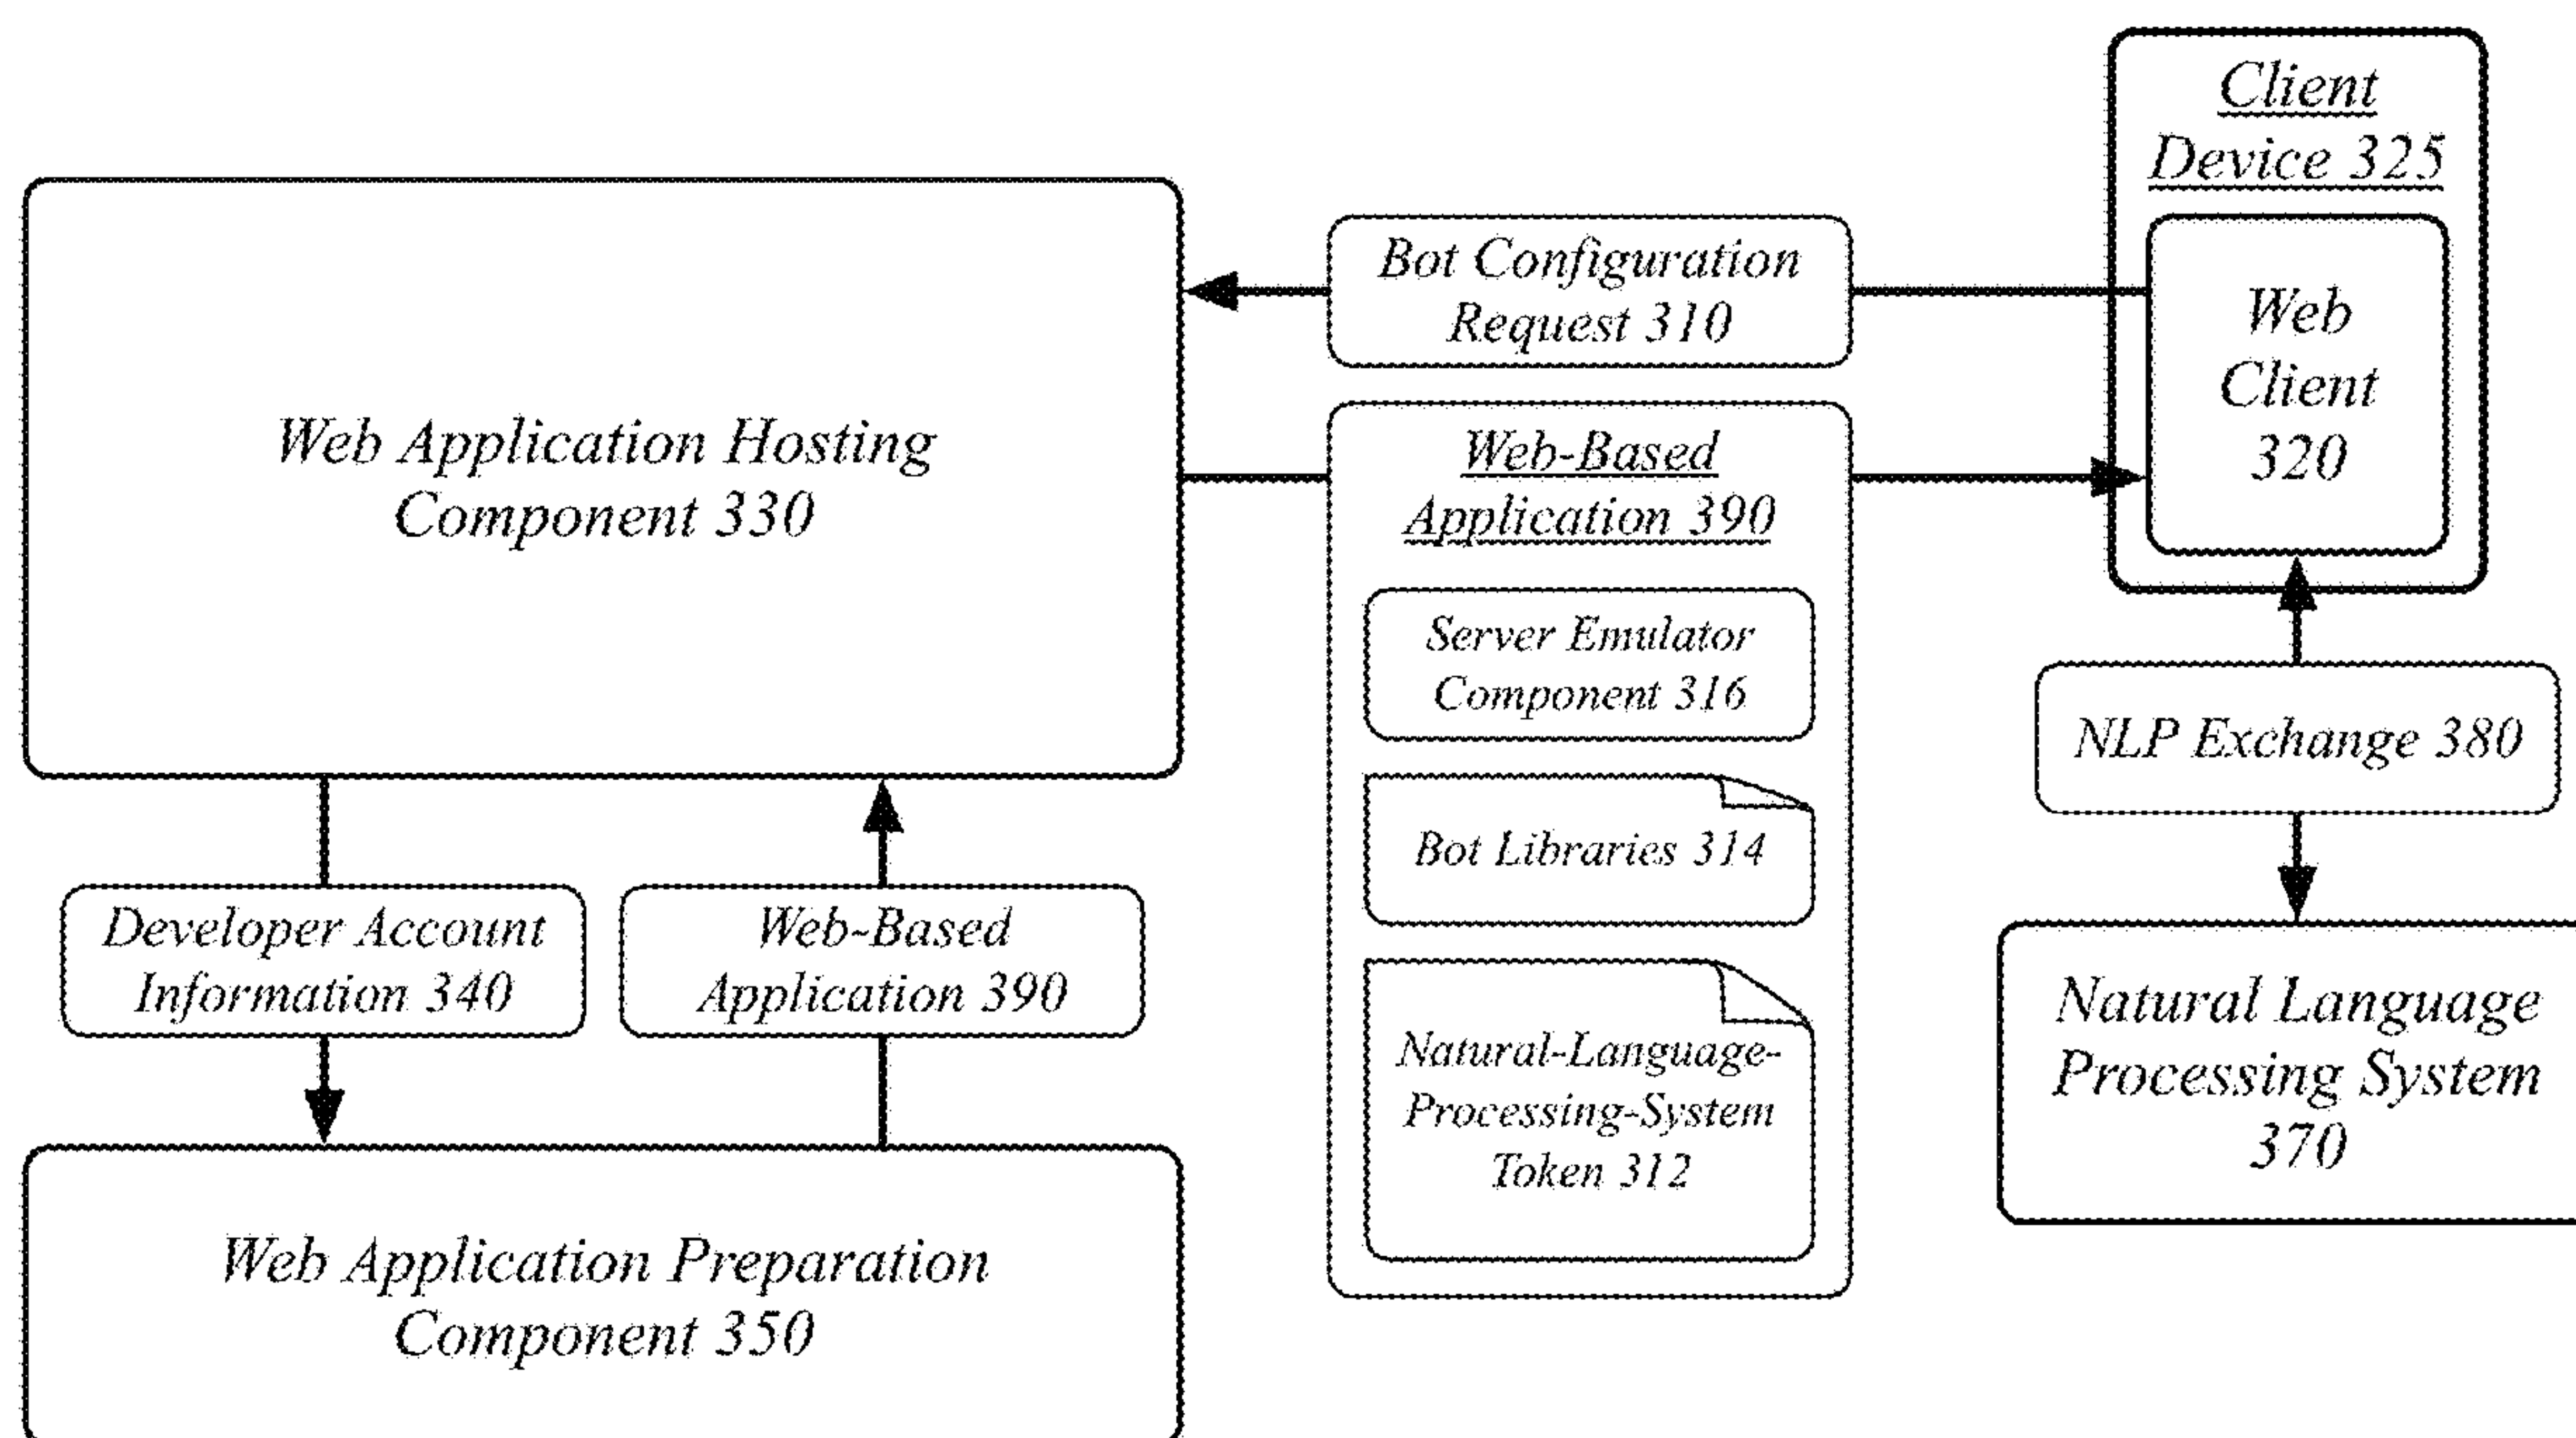 Client
Device 325
Web
Client
320
Bot Configuration
Request 310
Web Application Hosting
Component 330
Web-Based
Application 390
Server Emulator
Component 316
Bot Libraries 314
Natural-Language-
Processing-System
Token 312
NLP Exchange 380
Developer Account
Information 340
Web-Based
Application 390
Natural Language
Processing System
370
Web Application Preparation
Component 350